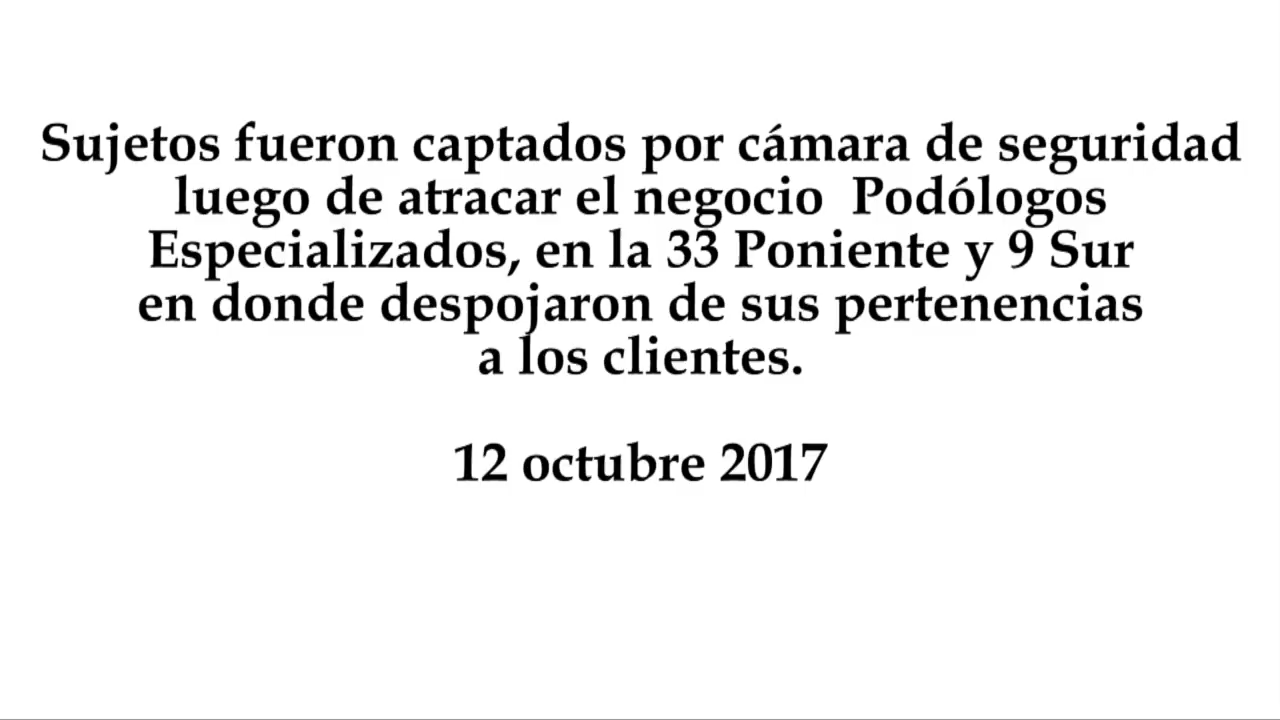 Sujetos fueron captados por cámara de seguridad
luego de atracar el negocio  Podólogos
Especializados, en la 33 Poniente y 9 Sur
en donde despojaron de sus pertenencias
a los clientes.
12 octubre 2017